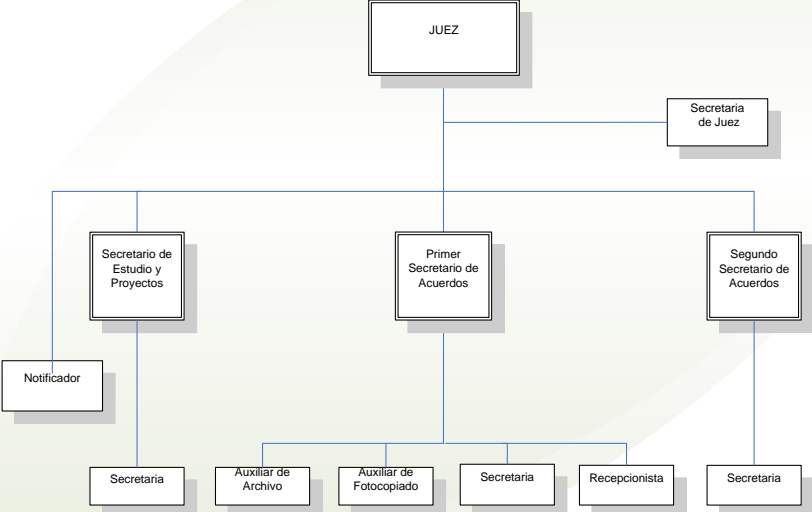 JUEZ
Secretaria
de Juez
Secretario de
Estudio y
Proyectos
Primer
Secretario de
Acuerdos
Segundo
Secretario de
Acuerdos
Notificador
Secretaria
Auxiliar de
Archivo
Auxiliar de
Fotocopiado
Secretaria
Recepcionista
Secretaria